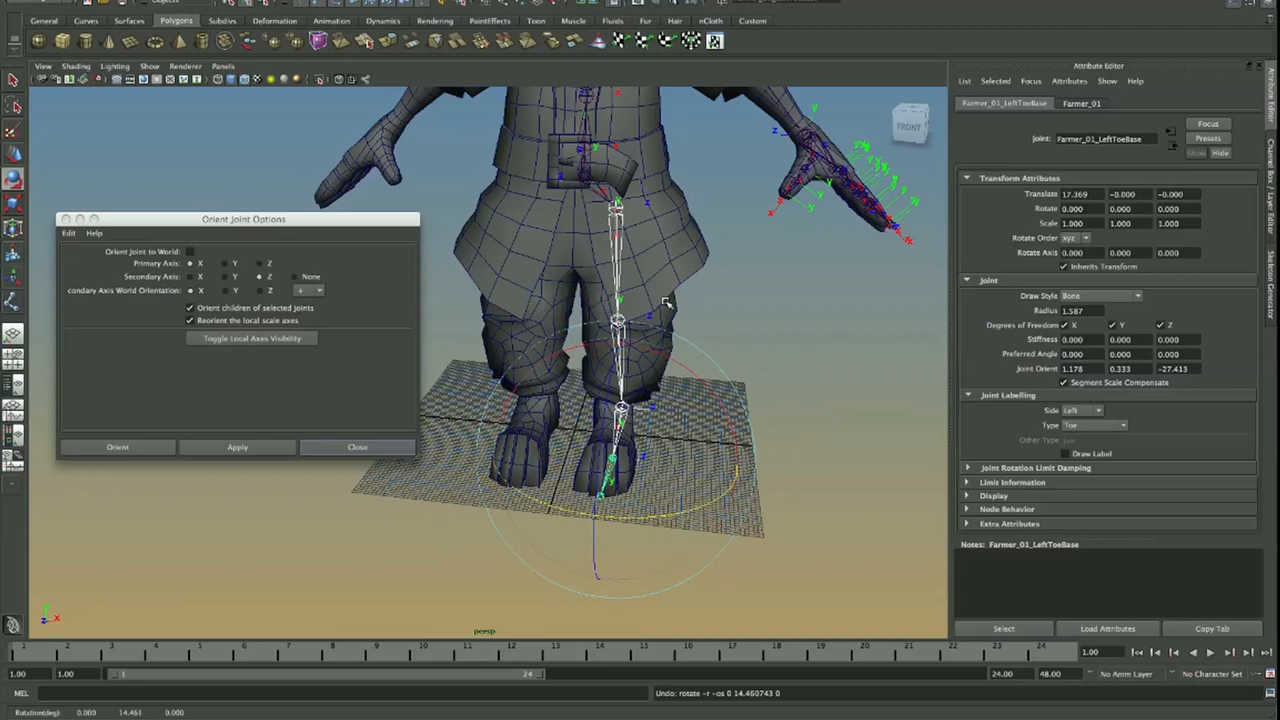 Objects
General Curves Surfaces Polygons Subdivs Deformation Animation Dynamics Rendering PaintEffects Toon Muscle Fluids Fur Hair nCloth Custom
View Shading Lighting Show Renderer Panels
Attribute Editor
List Selected Focus Attributes Show Help
Farmer_01_LeftToeBase Farmer_01
Focus
joint: Farmer_01_LeftToeBase Presets
Show Hide
Transform Attributes
Translate 17.369 -0.000 -0.000
Rotate 0.000 0.000 0.000
Scale 1.000 1.000 1.000
Rotate Order xyz
Rotate Axis 0.000 0.000 0.000
Inherits Transform
Joint
Draw Style Bone
Radius 1.587
Degrees of Freedom X Y Z
Stiffness 0.000 0.000 0.000
Preferred Angle 0.000 0.000 0.000
Joint Orient 1.178 0.333 -27.413
Segment Scale Compensate
Joint Labelling
Side Left
Type Toe
Other Type Jaw
Draw Label
Joint Rotation Limit Damping
Limit Information
Display
Node Behavior
Extra Attributes
Notes: Farmer_01_LeftToeBase
Select Load Attributes Copy Tab
Attribute Editor
Channel Box / Layer Editor
Skeleton Generator
FRONT
Orient Joint Options
Edit Help
Orient Joint to World:
Primary Axis: X Y Z
Secondary Axis: X Y Z None
condary Axis World Orientation: X Y Z +
Orient children of selected joints
Reorient the local scale axes
Toggle Local Axes Visibility
Orient Apply Close
persp
1 2 3 4 5 6 7 8 9 10 11 12 13 14 15 16 17 18 19 20 21 22 23 24 1.00
1.00 1.00 1 24 24.00 48.00 No Anim Layer No Character Set
MEL Undo: rotate -r -os 0 14.460743 0
Rotation(deg): 0.000 14.461 0.000